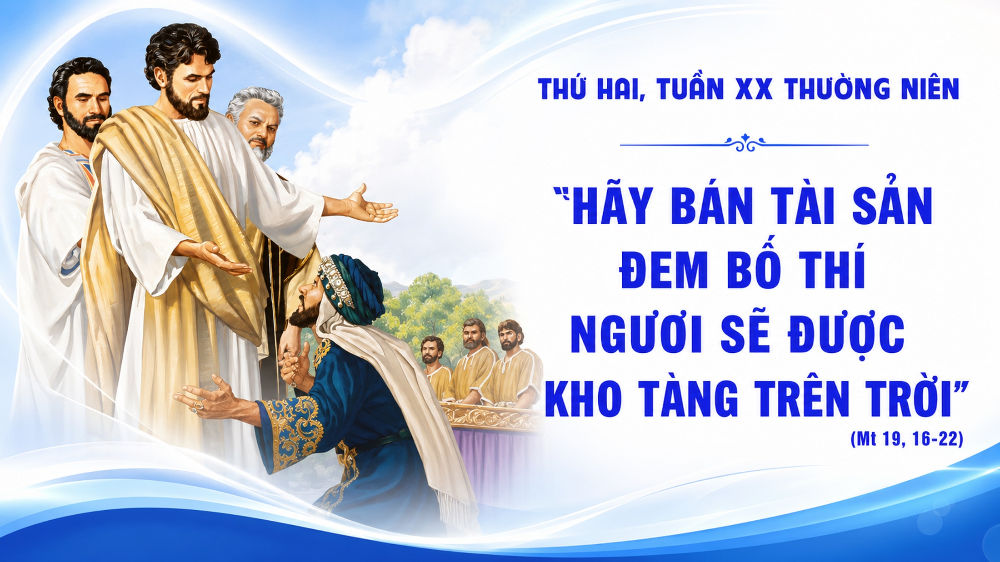 THỨ HAI, TUẦN XX THƯỜNG NIÊN
“HÃY BÁN TÀI SẢN
ĐEM BỐ THÍ
NGƯƠI SẼ ĐƯỢC
KHO TÀNG TRÊN TRỜI”
(Mt 19, 16-22)